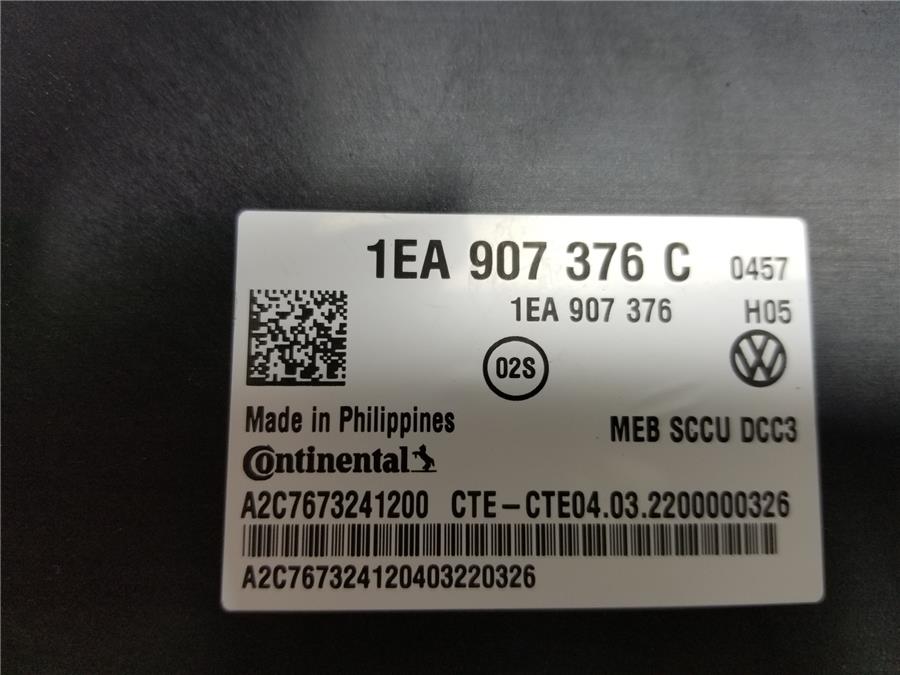 1EA 907 376 C 0457
1EA 907 376 H05
02S
Made in Philippines
MEB SCCU DCC3
Continental
A2C7673241200 CTE-CTE04.03.2200000326
A2C767324120403220326